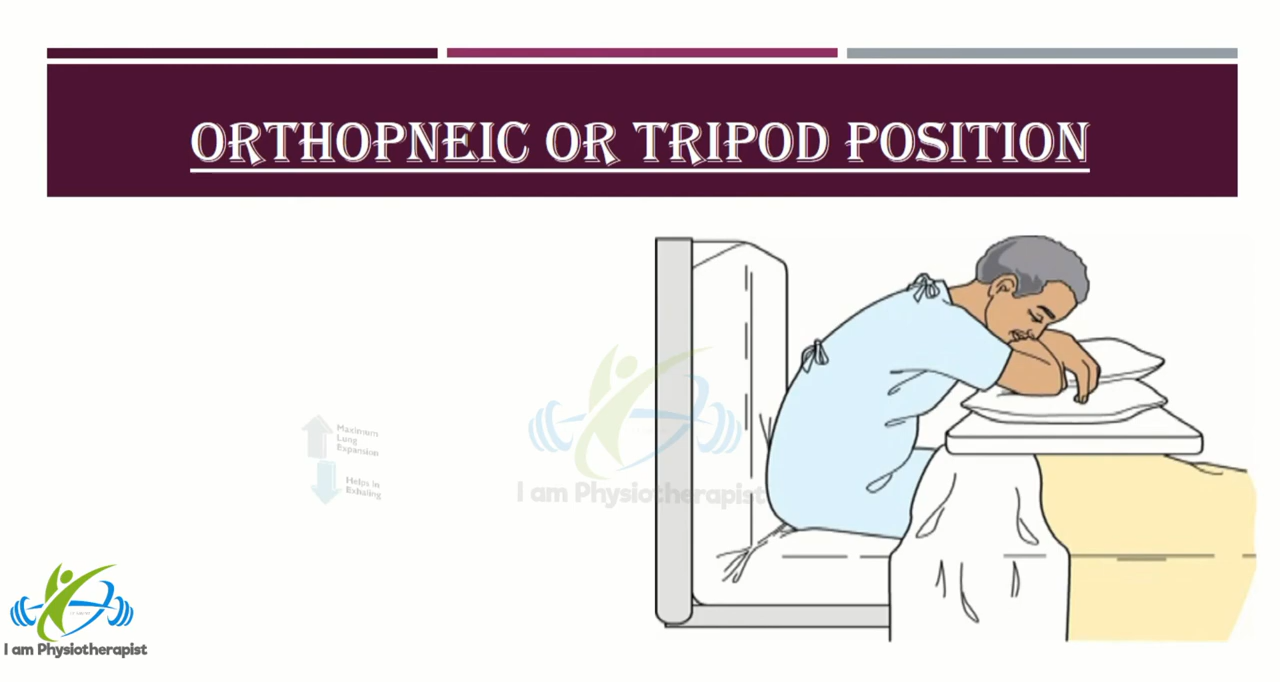 ORTHOPNEIC OR TRIPOD POSITION
Maximum
Lung
Expansion
Helps in
Exhaling
I am Physiotherapist
I am Physiotherapist